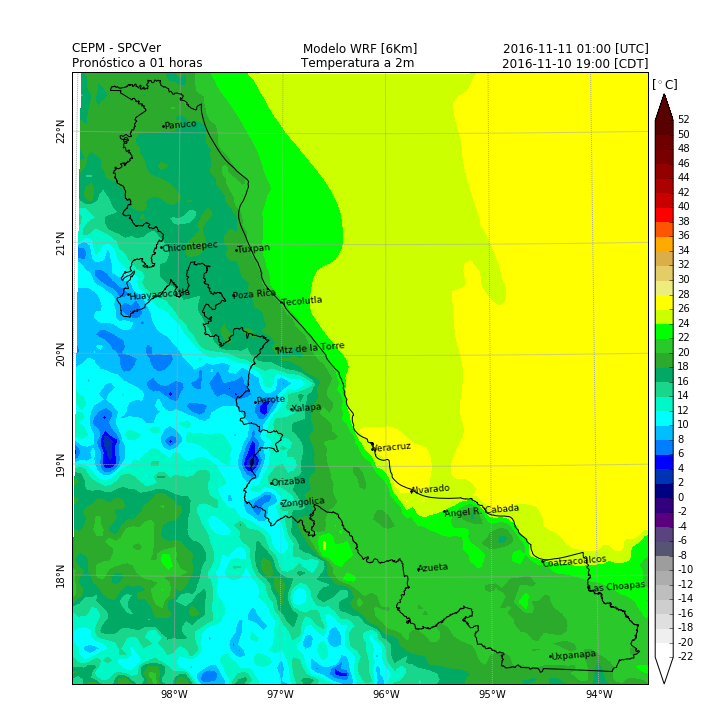 CEPM - SPCVer Modelo WRF [6Km] 2016-11-11 01:00 [UTC]
Pronóstico a 01 horas Temperatura a 2m 2016-11-10 19:00 [CDT]
[°C]
52
50
48
46
44
42
40
38
36
34
32
30
28
26
24
22
20
18
16
14
12
10
8
6
4
2
0
-2
-4
-6
-8
-10
-12
-14
-16
-18
-20
-22
22°N
21°N
20°N
19°N
18°N
Panuco
Chicontepec
Tuxpan
Huayacocotla
Poza Rica
Tecolutla
Mtz de la Torre
Perote
Xalapa
Veracruz
Orizaba
Alvarado
Zongolica
Angel R. Cabada
Azueta
Coatzacoalcos
Las Choapas
Uxpanapa
98°W 97°W 96°W 95°W 94°W